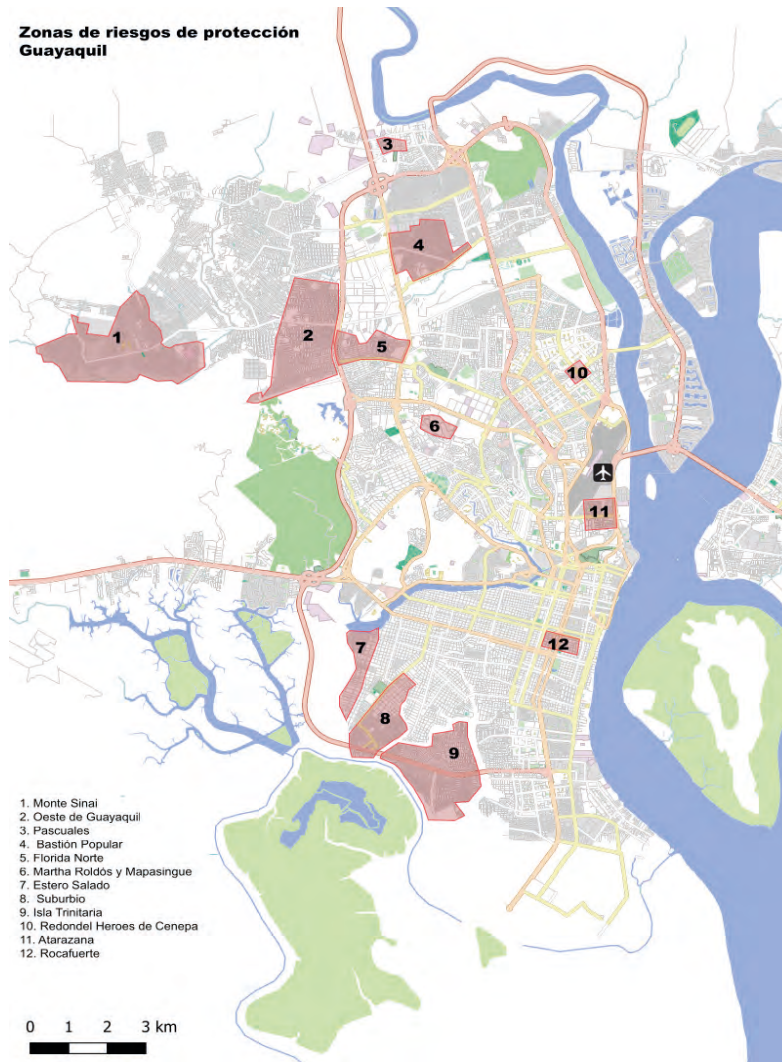 Zonas de riesgos de protección
Guayaquil
3
4
1
2
5
10
6
11
7
12
8
9
1. Monte Sinai
2. Oeste de Guayaquil
3. Pascuales
4. Bastión Popular
5. Florida Norte
6. Martha Roldós y Mapasingue
7. Estero Salado
8. Suburbio
9. Isla Trinitaria
10. Redondel Heroes de Cenepa
11. Atarazana
12. Rocafuerte
0 1 2 3 km